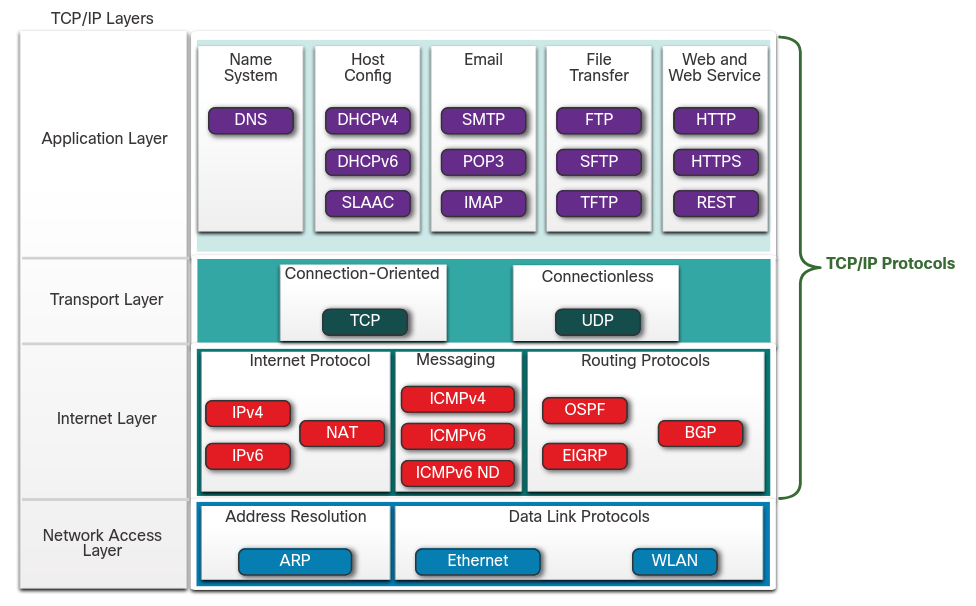 TCP/IP Layers
Application Layer
Name
System
DNS
Host
Config
DHCPv4
DHCPv6
SLAAC
Email
SMTP
POP3
IMAP
File
Transfer
FTP
SFTP
TFTP
Web and
Web Service
HTTP
HTTPS
REST
TCP/IP Protocols
Transport Layer
Connection-Oriented
TCP
Connectionless
UDP
Internet Layer
Internet Protocol
IPv4
NAT
IPv6
Messaging
ICMPv4
ICMPv6
ICMPv6 ND
Routing Protocols
OSPF
BGP
EIGRP
Network Access
Layer
Address Resolution
ARP
Data Link Protocols
Ethernet
WLAN